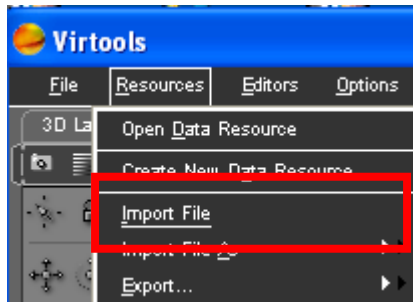 Virtools
File Resources Editors Options
3D La
Open Data Resource
Create New Data Resource
Import File
Import File As
Export...